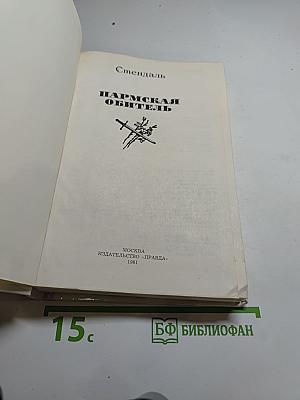 Стендаль
ПАРМСКАЯ
ОБИТЕЛЬ
МОСКВА
ИЗДАТЕЛЬСТВО «ПРАВДА»
1981
15с
БФ БИБЛИОФАН